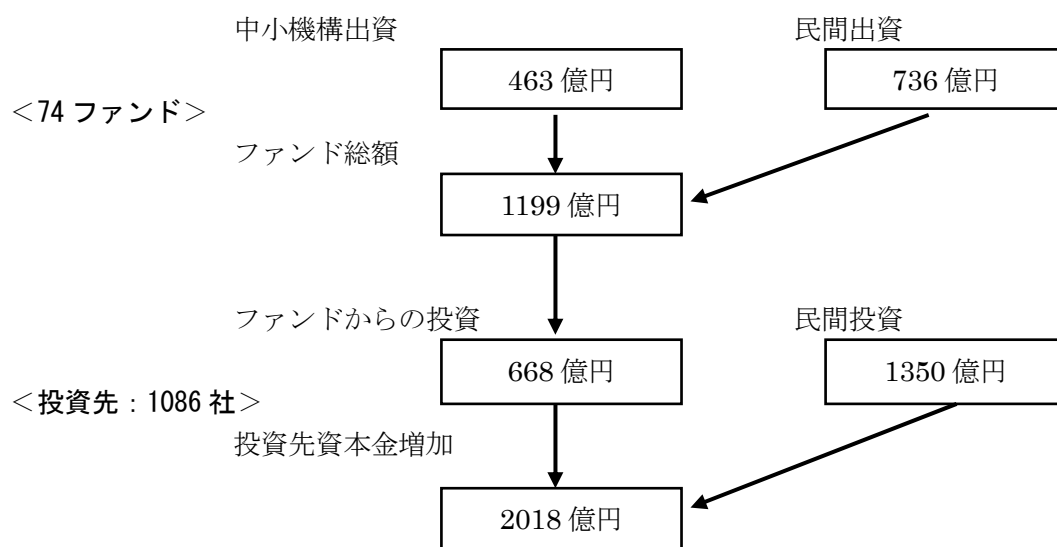 中小機構出資 民間出資
463 億円 736 億円
＜74 ファンド＞
ファンド総額
1199 億円
ファンドからの投資 民間投資
668 億円 1350 億円
＜投資先：1086 社＞
投資先資本金増加
2018 億円